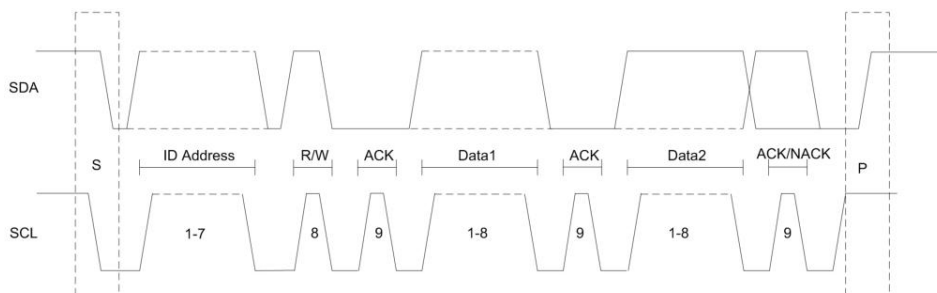 SDA
S
ID Address
R/W
ACK
Data1
ACK
Data2
ACK/NACK
P
SCL
1-7
8
9
1-8
9
1-8
9